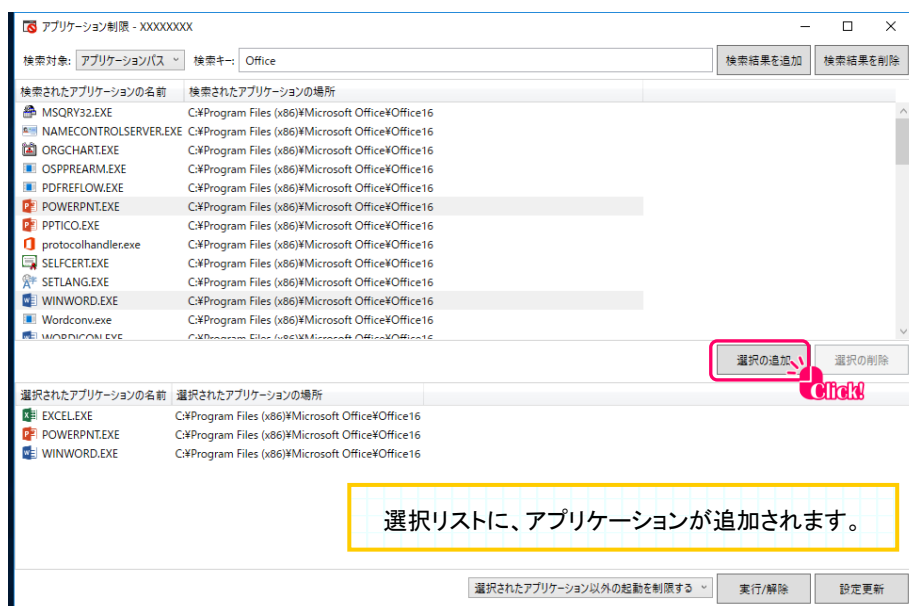 アプリケーション制限 - XXXXXXXX
検索対象: アプリケーションパス 検索キー: Office 検索結果を追加 検索結果を削除
検索されたアプリケーションの名前 検索されたアプリケーションの場所
MSQRY32.EXE C:¥Program Files (x86)¥Microsoft Office¥Office16
NAMECONTROLSERVER.EXE C:¥Program Files (x86)¥Microsoft Office¥Office16
ORGCHART.EXE C:¥Program Files (x86)¥Microsoft Office¥Office16
OSPPREARM.EXE C:¥Program Files (x86)¥Microsoft Office¥Office16
PDFREFLOW.EXE C:¥Program Files (x86)¥Microsoft Office¥Office16
POWERPNT.EXE C:¥Program Files (x86)¥Microsoft Office¥Office16
PPTICO.EXE C:¥Program Files (x86)¥Microsoft Office¥Office16
protocolhandler.exe C:¥Program Files (x86)¥Microsoft Office¥Office16
SELFCERT.EXE C:¥Program Files (x86)¥Microsoft Office¥Office16
SETLANG.EXE C:¥Program Files (x86)¥Microsoft Office¥Office16
WINWORD.EXE C:¥Program Files (x86)¥Microsoft Office¥Office16
Wordconv.exe C:¥Program Files (x86)¥Microsoft Office¥Office16
WORDICON.EXE C:¥Program Files (x86)¥Microsoft Office¥Office16
選択の追加 選択の削除
Click!
選択されたアプリケーションの名前 選択されたアプリケーションの場所
EXCEL.EXE C:¥Program Files (x86)¥Microsoft Office¥Office16
POWERPNT.EXE C:¥Program Files (x86)¥Microsoft Office¥Office16
WINWORD.EXE C:¥Program Files (x86)¥Microsoft Office¥Office16
選択リストに、アプリケーションが追加されます。
選択されたアプリケーション以外の起動を制限する 実行/解除 設定更新